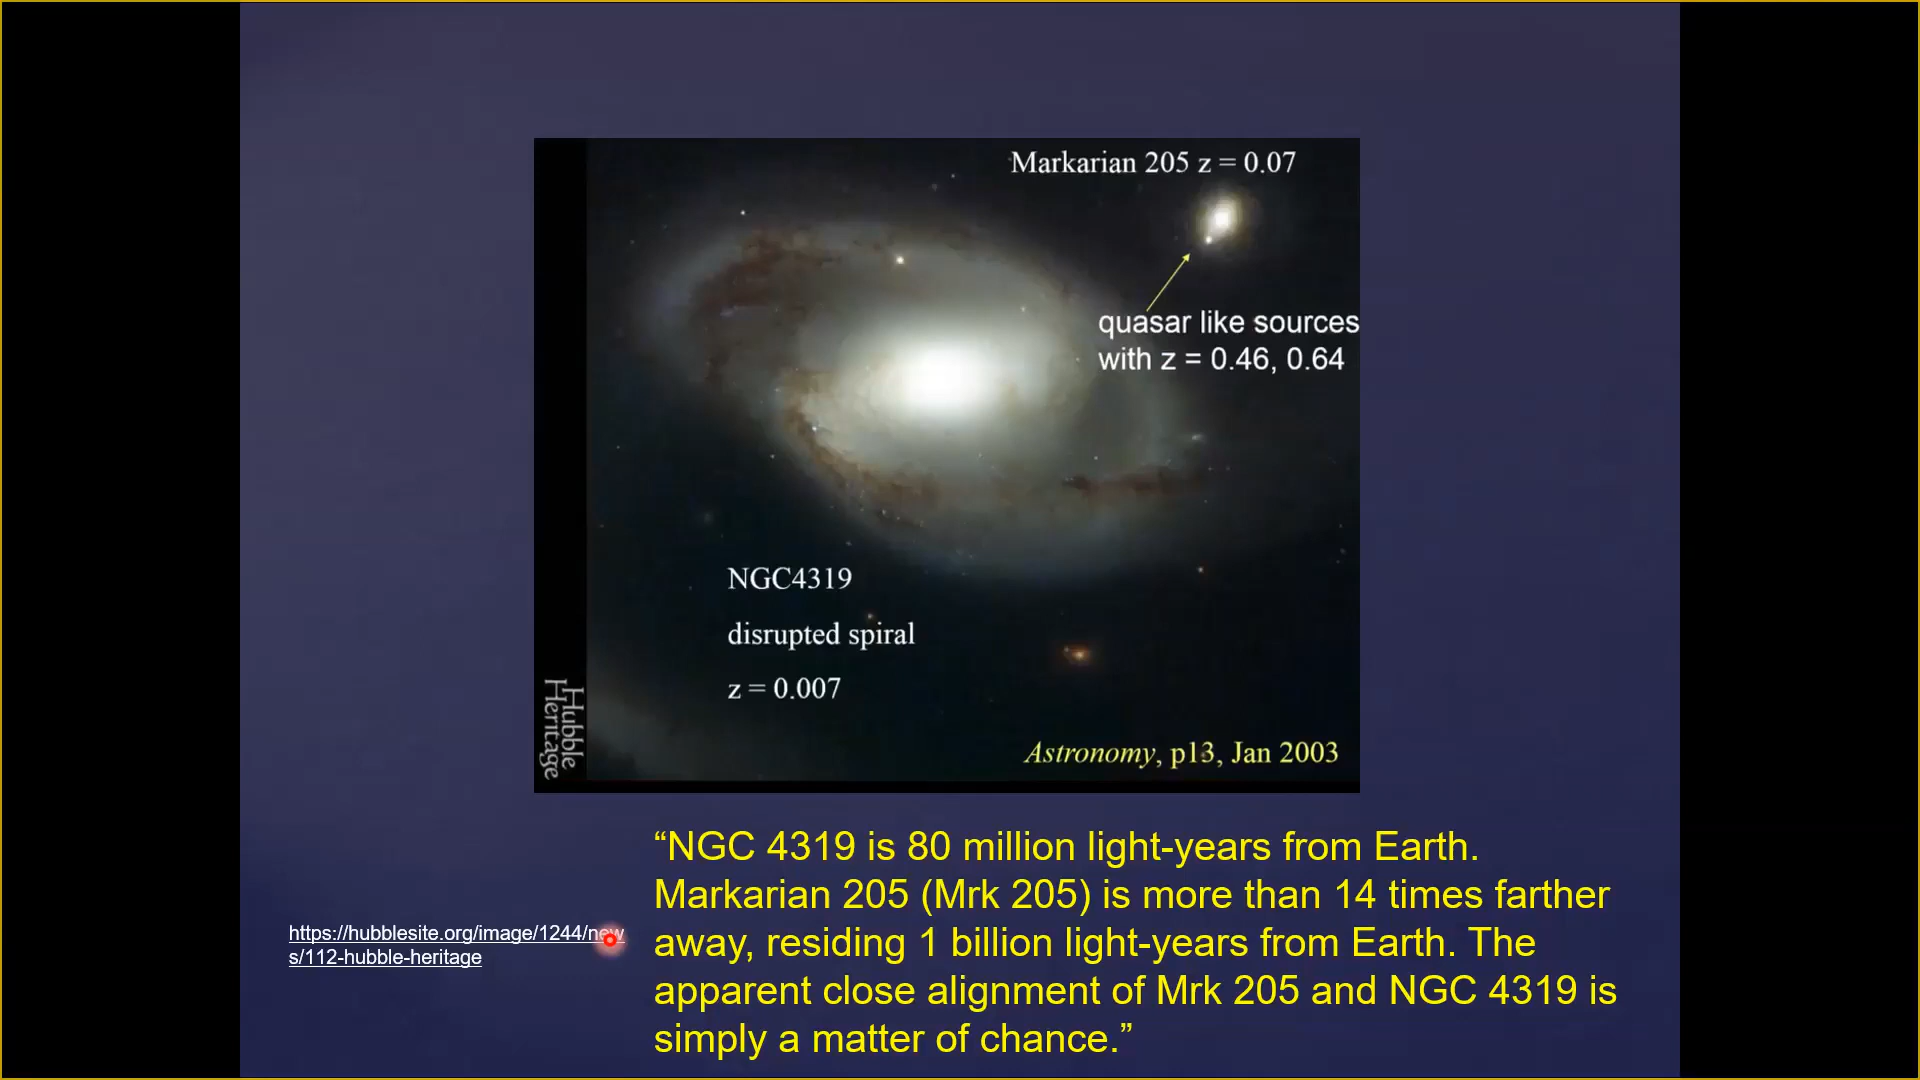 Markarian 205 z = 0.07
quasar like sources
with z = 0.46, 0.64
NGC4319
disrupted spiral
z = 0.007
Hubble
Heritage
Astronomy, p13, Jan 2003
“NGC 4319 is 80 million light-years from Earth.
Markarian 205 (Mrk 205) is more than 14 times farther
away, residing 1 billion light-years from Earth. The
apparent close alignment of Mrk 205 and NGC 4319 is
simply a matter of chance.”
https://hubblesite.org/image/1244/new
s/112-hubble-heritage